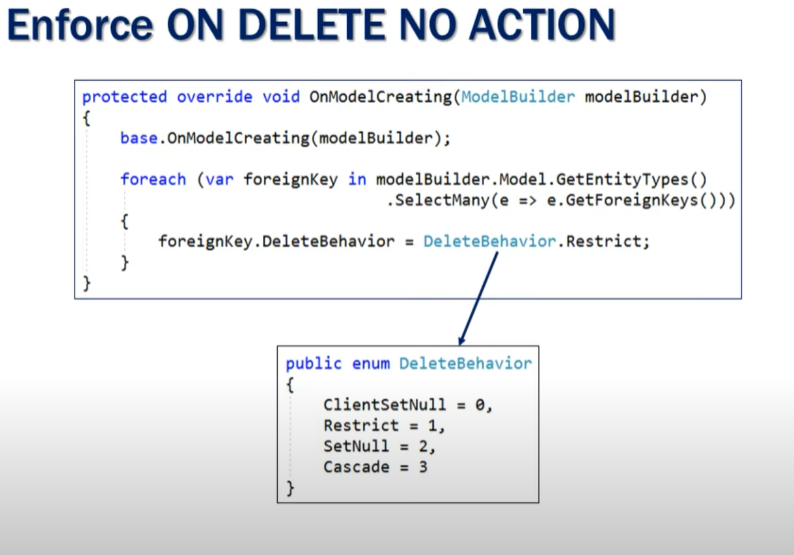 Enforce ON DELETE NO ACTION
protected override void OnModelCreating(ModelBuilder modelBuilder)
{
base.OnModelCreating(modelBuilder);
foreach (var foreignKey in modelBuilder.Model.GetEntityTypes()
.SelectMany(e => e.GetForeignKeys()))
{
foreignKey.DeleteBehavior = DeleteBehavior.Restrict;
}
}
public enum DeleteBehavior
{
ClientSetNull = 0,
Restrict = 1,
SetNull = 2,
Cascade = 3
}